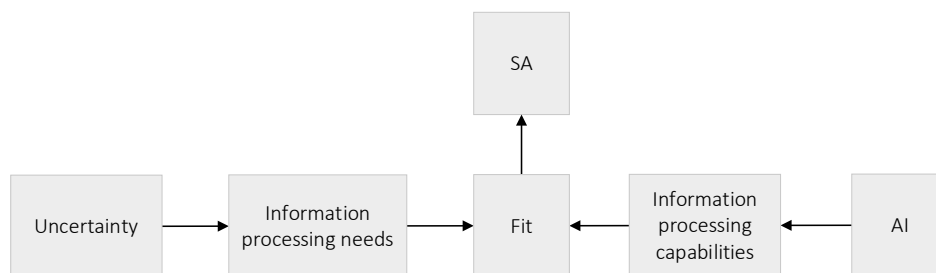 SA
Uncertainty
Information
processing needs
Fit
Information
processing
capabilities
AI